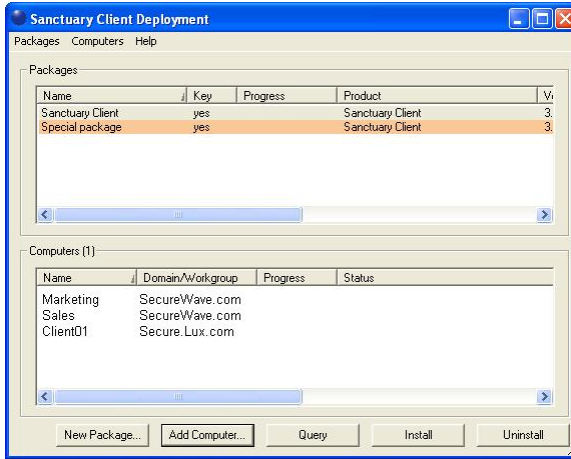 Sanctuary Client Deployment
Packages Computers Help
Packages
Name Key Progress Product
Sanctuary Client yes Sanctuary Client 3.
Special package yes Sanctuary Client 3.
Computers (1)
Name Domain/Workgroup Progress Status
Marketing SecureWave.com
Sales SecureWave.com
Client01 Secure.Lux.com
New Package... Add Computer... Query Install Uninstall